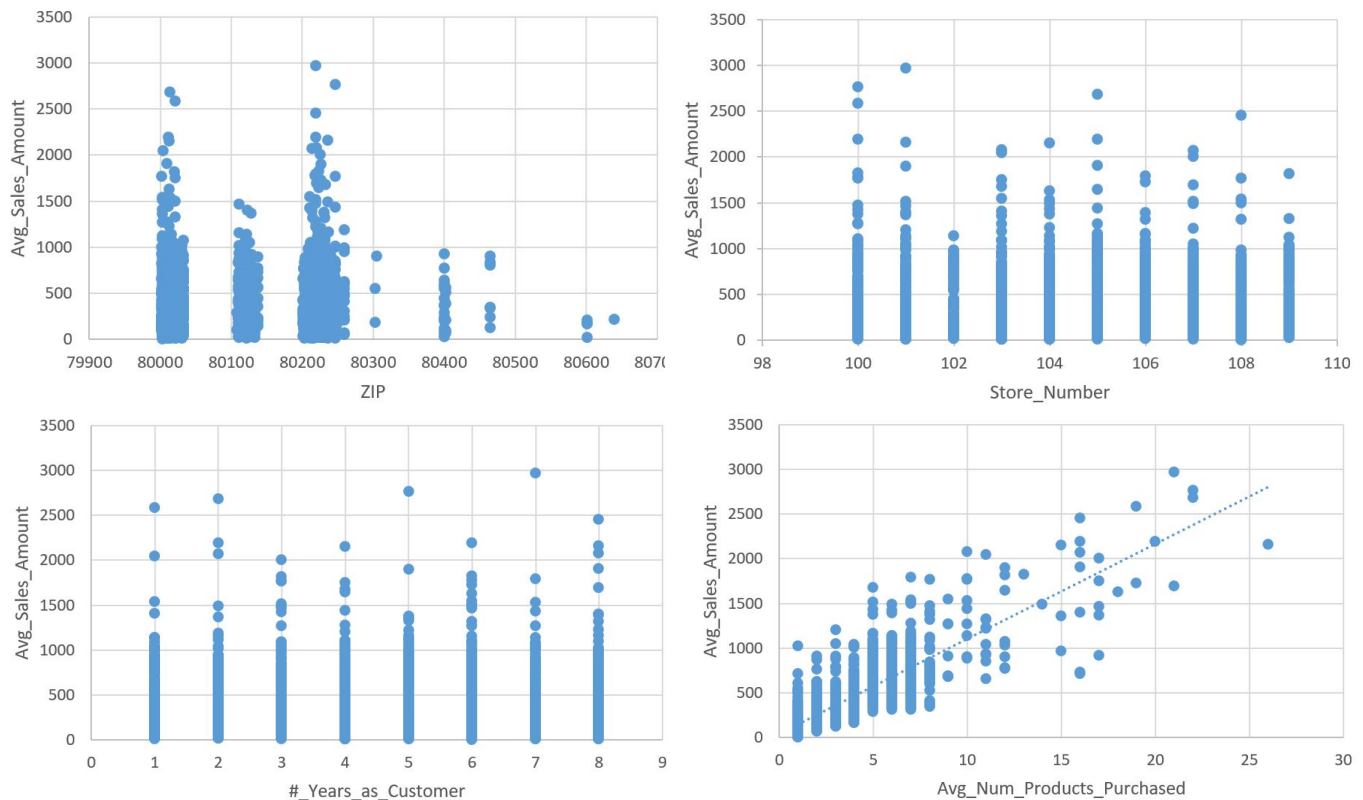 3500
3000
2500
2000
1500
1000
500
0
79900 80000 80100 80200 80300 80400 80500 80600 8070
ZIP
Avg_Sales_Amount
3500
3000
2500
2000
1500
1000
500
0
98 100 102 104 106 108 110
Store_Number
Avg_Sales_Amount
3500
3000
2500
2000
1500
1000
500
0
0 1 2 3 4 5 6 7 8 9
#_Years_as_Customer
Avg_Sales_Amount
3500
3000
2500
2000
1500
1000
500
0
0 5 10 15 20 25 30
Avg_Num_Products_Purchased
Avg_Sales_Amount